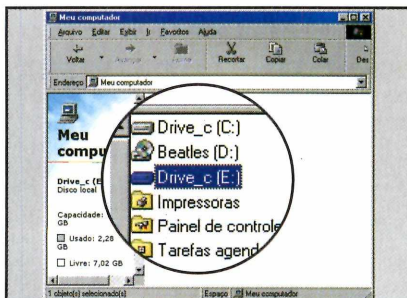 Meu computador
Arquivo Editar Exibir Ir Favoritos Ajuda
Voltar Recortar Copiar Colar
Endereço Meu computador
Meu
compu
Drive_c (E:)
Disco local
Capacidade:
GB
Usado: 2,28
GB
Livre: 7,02 GB
Drive_c (C:)
Beatles (D:)
Drive_c (E:)
Impressoras
Painel de controle
Tarefas agend
1 objeto(s) selecionado(s) Espaço Meu computador